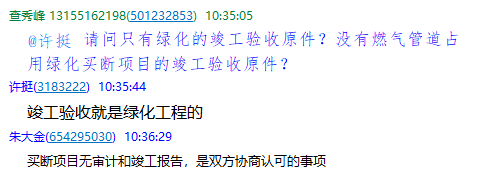 查秀峰 13155162198(501232853) 10:35:05
@许挺 请问只有绿化的竣工验收原件？没有燃气管道占
用绿化买断项目的竣工验收原件？
许挺(3183222) 10:35:44
竣工验收就是绿化工程的
朱大金(654295030) 10:36:29
买断项目无审计和竣工报告，是双方协商认可的事项